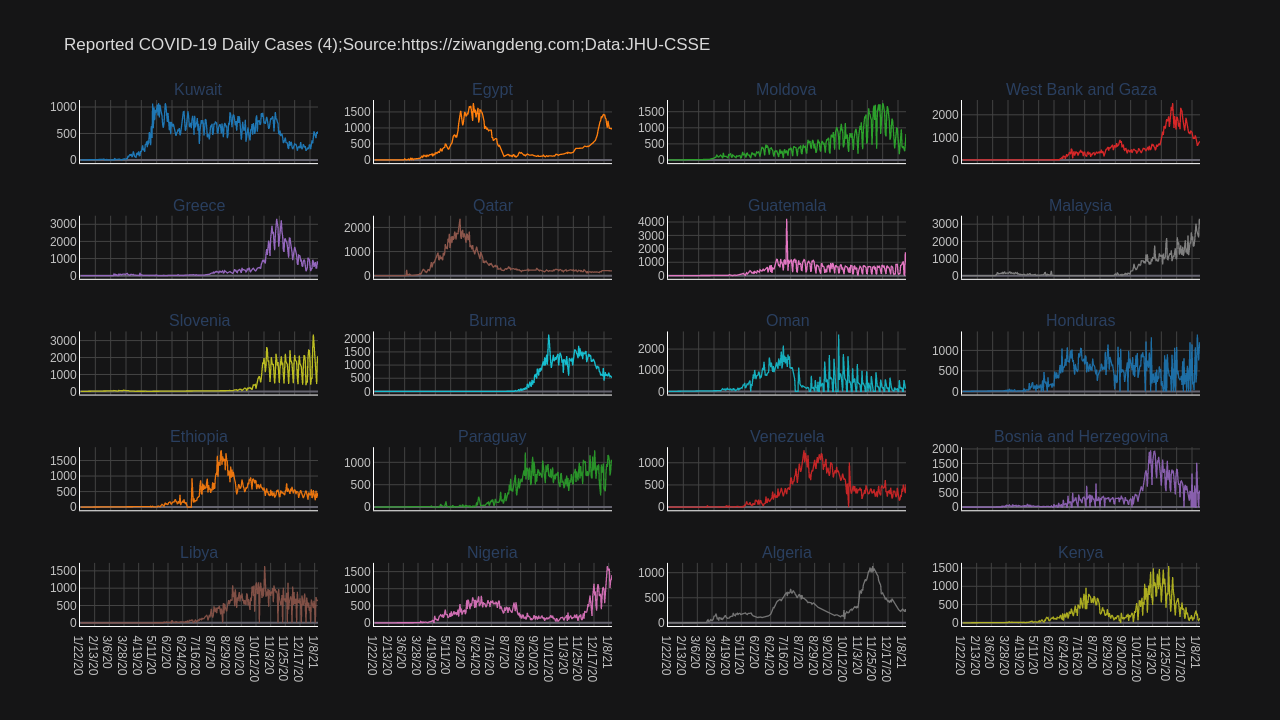 Reported COVID-19 Daily Cases (4);Source:https://ziwangdeng.com;Data:JHU-CSSE
Kuwait Egypt Moldova West Bank and Gaza
1000 500 0 1500 1000 500 0 1500 1000 500 0 2000 1000 0
Greece Qatar Guatemala Malaysia
3000 2000 1000 0 2000 1000 0 4000 3000 2000 1000 0 3000 2000 1000 0
Slovenia Burma Oman Honduras
3000 2000 1000 0 2000 1500 1000 500 0 2000 1000 0 1000 500 0
Ethiopia Paraguay Venezuela Bosnia and Herzegovina
1500 1000 500 0 1000 500 0 1000 500 0 2000 1500 1000 500 0
Libya Nigeria Algeria Kenya
1500 1000 500 0 1500 1000 500 0 1000 500 0 1500 1000 500 0
1/22/20 2/13/20 3/6/20 3/28/20 4/19/20 5/11/20 6/2/20 6/24/20 7/16/20 8/7/20 8/29/20 9/20/20 10/12/20 11/3/20 11/25/20 12/17/20 1/8/21
1/22/20 2/13/20 3/6/20 3/28/20 4/19/20 5/11/20 6/2/20 6/24/20 7/16/20 8/7/20 8/29/20 9/20/20 10/12/20 11/3/20 11/25/20 12/17/20 1/8/21
1/22/20 2/13/20 3/6/20 3/28/20 4/19/20 5/11/20 6/2/20 6/24/20 7/16/20 8/7/20 8/29/20 9/20/20 10/12/20 11/3/20 11/25/20 12/17/20 1/8/21
1/22/20 2/13/20 3/6/20 3/28/20 4/19/20 5/11/20 6/2/20 6/24/20 7/16/20 8/7/20 8/29/20 9/20/20 10/12/20 11/3/20 11/25/20 12/17/20 1/8/21